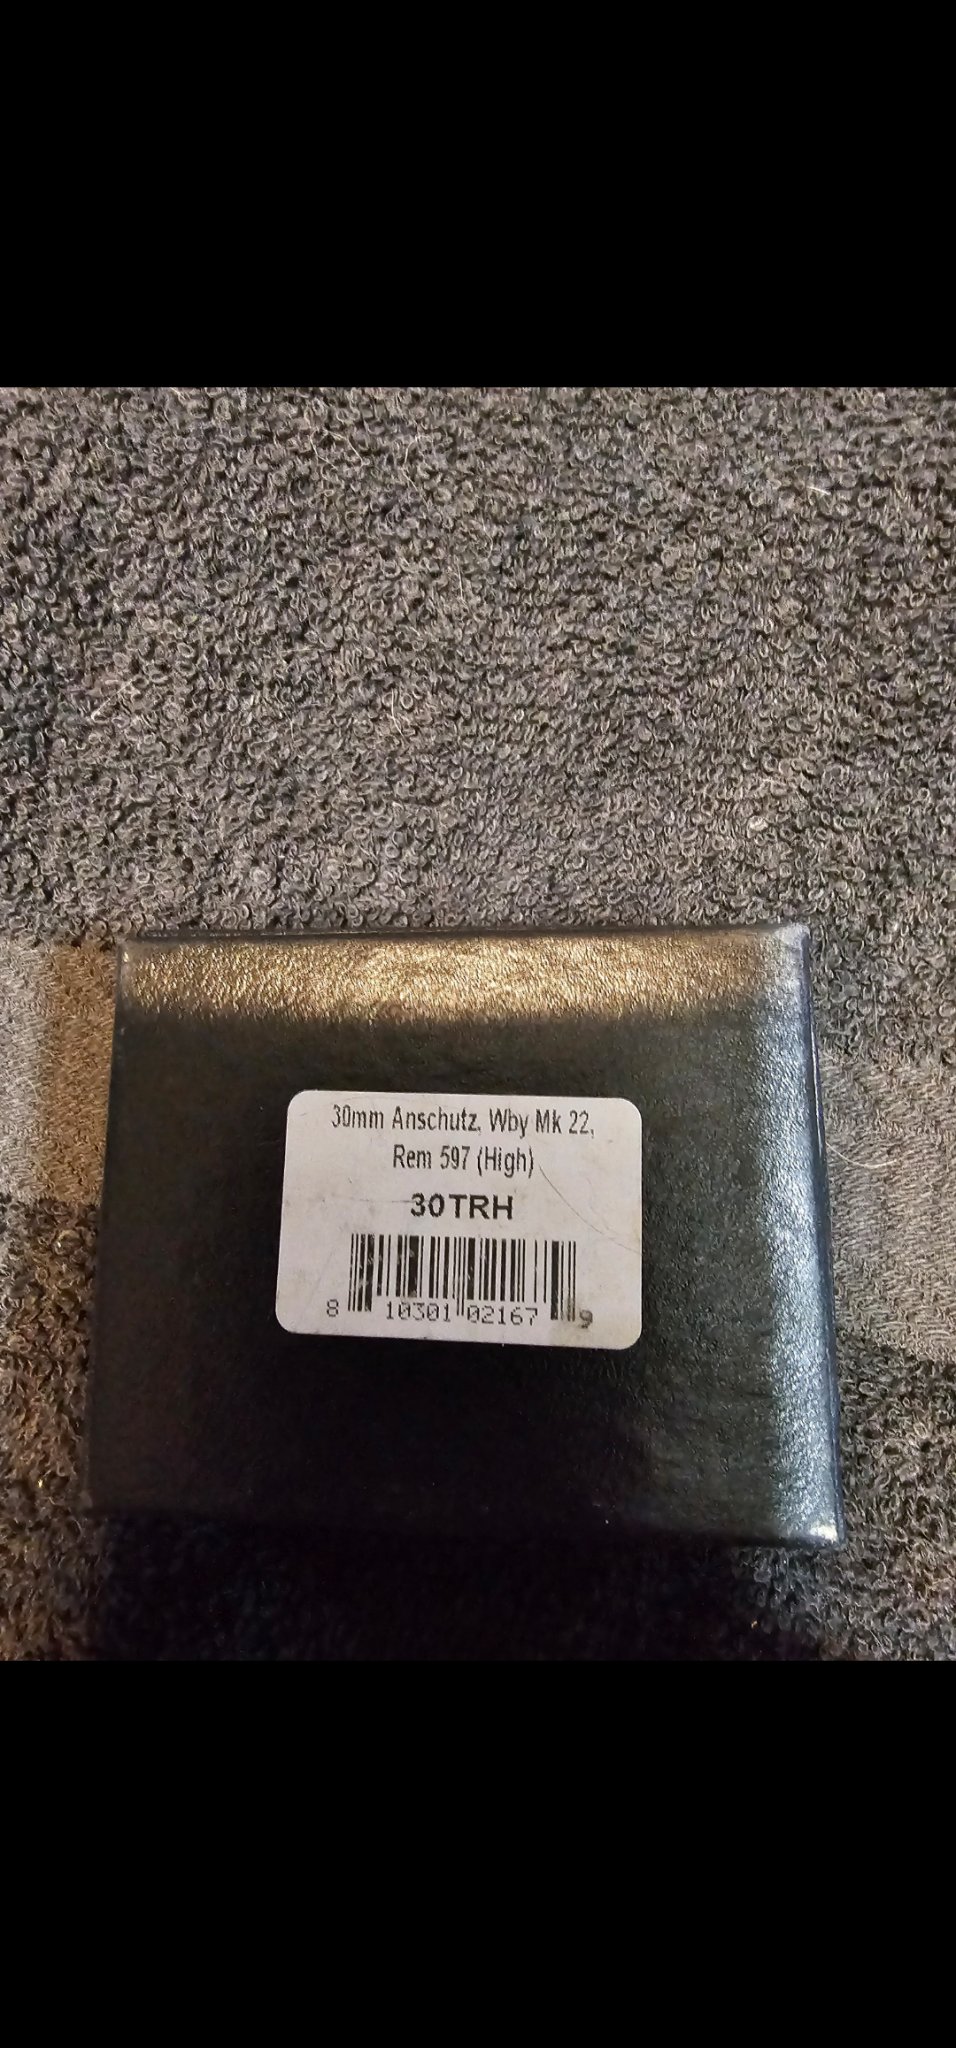 30mm Anschutz, Wby Mk 22,
Rem 597 (High)
30TRH
8 10301 02167 9